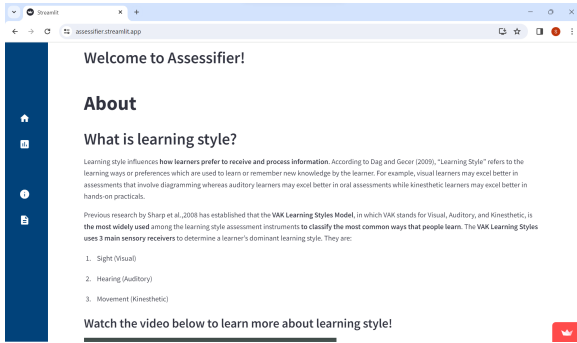 Streamlit
assessifier.streamlit.app
Welcome to Assessifier!
About
What is learning style?
Learning style influences how learners prefer to receive and process information. According to Dag and Gecer (2009), "Learning Style" refers to the
learning ways or preferences which are used to learn or remember new knowledge by the learner. For example, visual learners may excel better in
assessments that involve diagramming whereas auditory learners may excel better in oral assessments while kinesthetic learners may excel better in
hands-on practicals.
Previous research by Sharp et al.,2008 has established that the VAK Learning Styles Model, in which VAK stands for Visual, Auditory, and Kinesthetic, is
the most widely used among the learning style assessment instruments to classify the most common ways that people learn. The VAK Learning Styles
uses 3 main sensory receivers to determine a learner's dominant learning style. They are:
1. Sight (Visual)
2. Hearing (Auditory)
3. Movement (Kinesthetic)
Watch the video below to learn more about learning style!